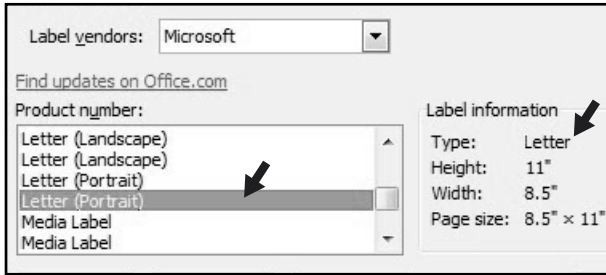 Label vendors: Microsoft
Find updates on Office.com
Product number:
Letter (Landscape)
Letter (Landscape)
Letter (Portrait)
Letter (Portrait)
Media Label
Media Label
Label information
Type: Letter
Height: 11"
Width: 8.5"
Page size: 8.5" × 11"